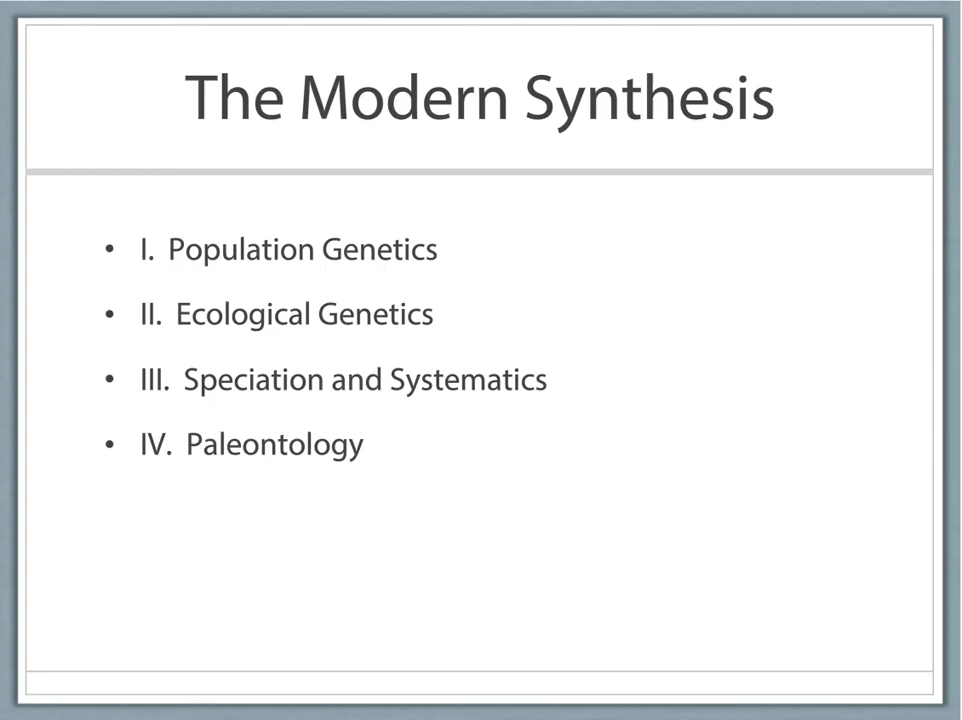 The Modern Synthesis
• I. Population Genetics
• II. Ecological Genetics
• III. Speciation and Systematics
• IV. Paleontology